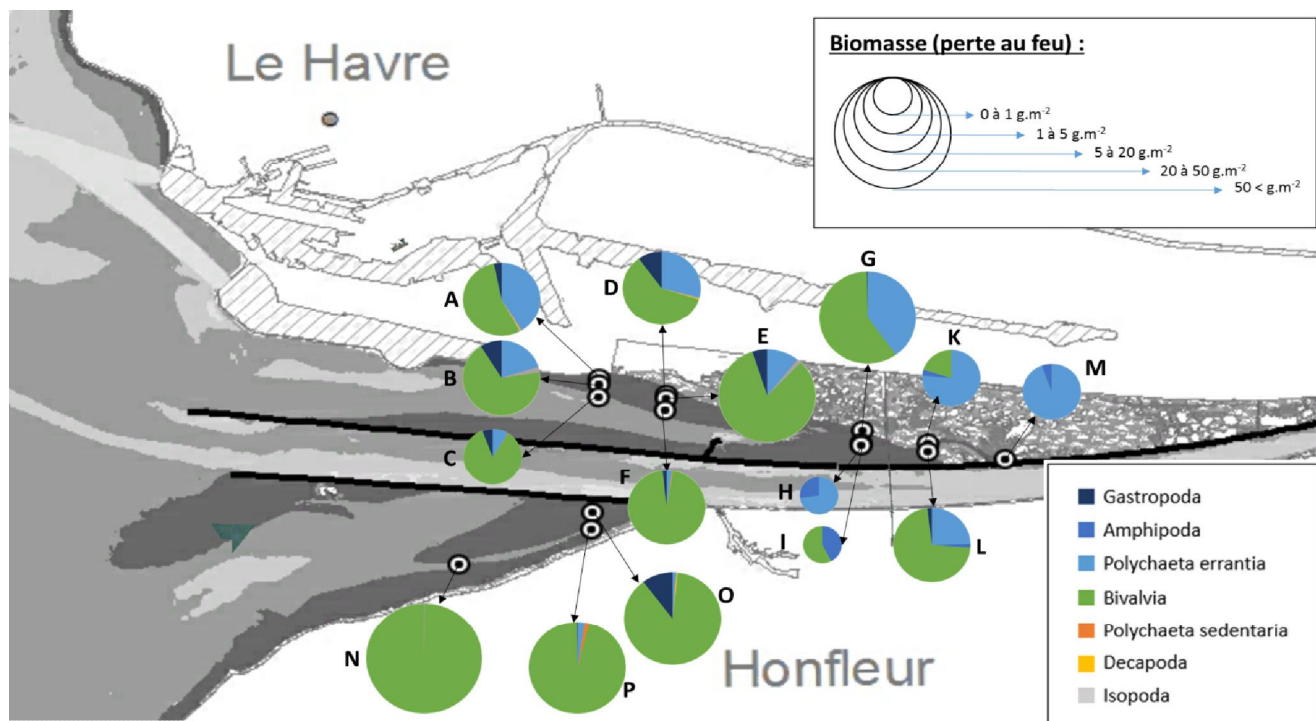 Le Havre
Biomasse (perte au feu) :
0 à 1 g.m-2
1 à 5 g.m-2
5 à 20 g.m-2
20 à 50 g.m-2
50 < g.m-2
A
B
C
D
E
F
G
H
I
K
L
M
N
O
P
Honfleur
Gastropoda
Amphipoda
Polychaeta errantia
Bivalvia
Polychaeta sedentaria
Decapoda
Isopoda